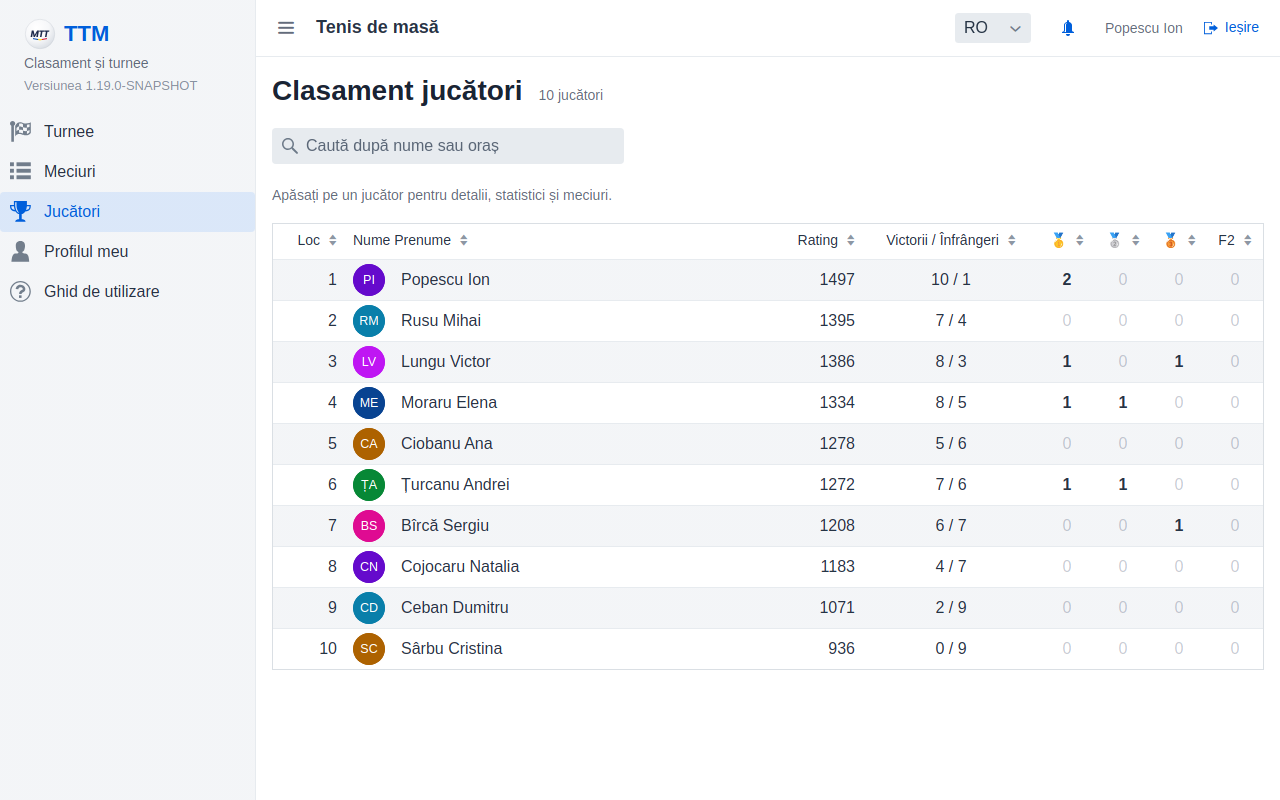 MTT TTM
Clasament și turnee
Versiunea 1.19.0-SNAPSHOT
Turnee
Meciuri
Jucători
Profilul meu
Ghid de utilizare
Tenis de masă RO Popescu Ion Ieșire
Clasament jucători 10 jucători
Caută după nume sau oraș
Apăsați pe un jucător pentru detalii, statistici și meciuri.
Loc Nume Prenume Rating Victorii / Înfrângeri 🥇 🥈 🥉 F2
1 PI Popescu Ion 1497 10 / 1 2 0 0 0
2 RM Rusu Mihai 1395 7 / 4 0 0 0 0
3 LV Lungu Victor 1386 8 / 3 1 0 1 0
4 ME Moraru Elena 1334 8 / 5 1 1 0 0
5 CA Ciobanu Ana 1278 5 / 6 0 0 0 0
6 ȚA Țurcanu Andrei 1272 7 / 6 1 1 0 0
7 BS Bîrcă Sergiu 1208 6 / 7 0 0 1 0
8 CN Cojocaru Natalia 1183 4 / 7 0 0 0 0
9 CD Ceban Dumitru 1071 2 / 9 0 0 0 0
10 SC Sârbu Cristina 936 0 / 9 0 0 0 0